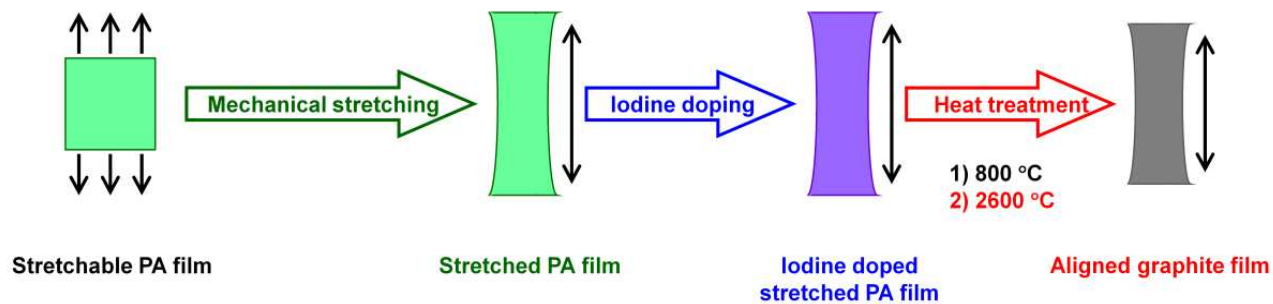 Mechanical stretching
Iodine doping
Heat treatment
1) 800 °C
2) 2600 °C
Stretchable PA film
Stretched PA film
Iodine doped
stretched PA film
Aligned graphite film